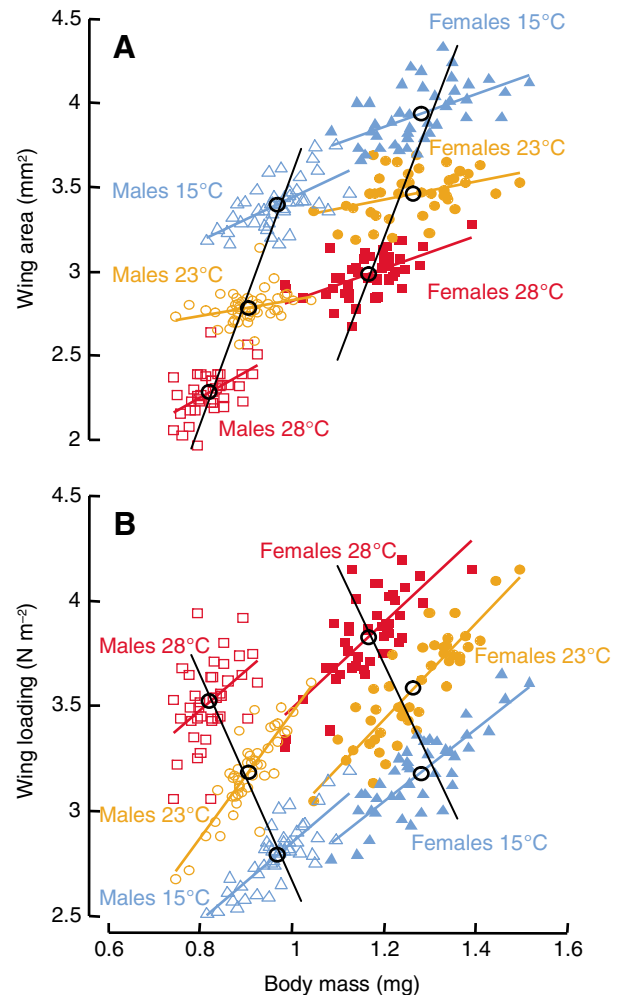 A
Wing area (mm²)
4.5
4
3.5
3
2.5
2
Females 15°C
Females 23°C
Males 15°C
Males 23°C
Females 28°C
Males 28°C
B
Wing loading (N m⁻²)
4.5
4
3.5
3
2.5
Females 28°C
Males 28°C
Females 23°C
Males 23°C
Females 15°C
Males 15°C
0.6 0.8 1 1.2 1.4 1.6
Body mass (mg)